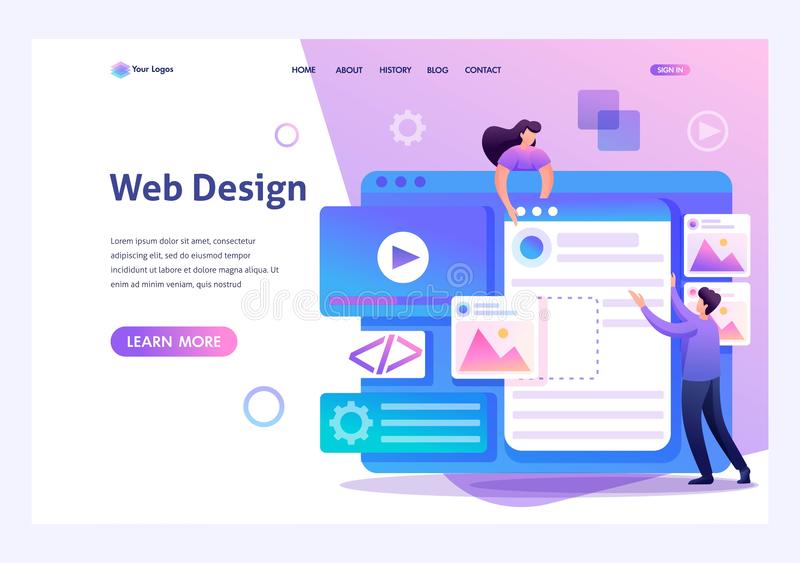 Your Logos
HOME ABOUT HISTORY BLOG CONTACT
SIGN IN
Web Design
Lorem ipsum dolor sit amet, consectetur
adipiscing elit, sed do eiusmod tempor
incididunt ut labore et dolore magna aliqua. Ut
enim ad minim veniam, quis nostrud
LEARN MORE
dreamstime